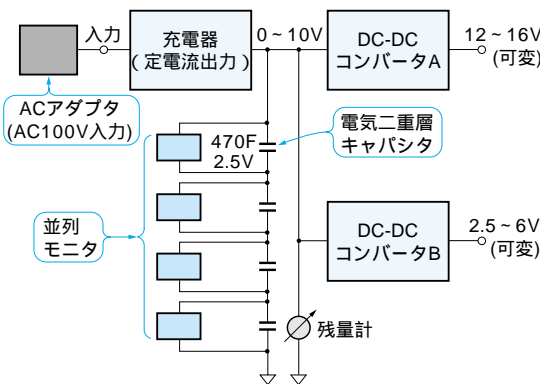 入力
充電器
(定電流出力)
0~10V
DC-DC
コンバータA
12~16V
(可変)
ACアダプタ
(AC100V入力)
470F
2.5V
電気二重層
キャパシタ
並列
モニタ
DC-DC
コンバータB
2.5~6V
(可変)
残量計